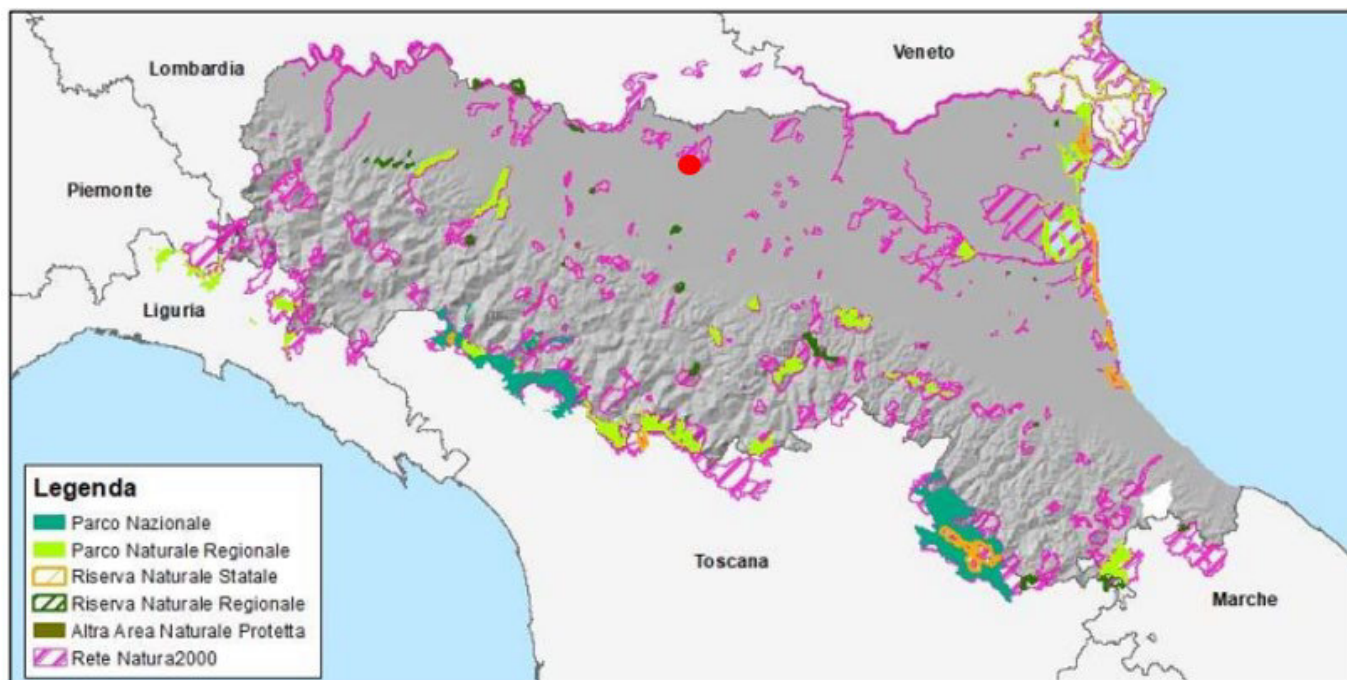 Veneto
Lombardia
Piemonte
Liguria
Toscana
Marche
Legenda
Parco Nazionale
Parco Naturale Regionale
Riserva Naturale Statale
Riserva Naturale Regionale
Altra Area Naturale Protetta
Rete Natura2000